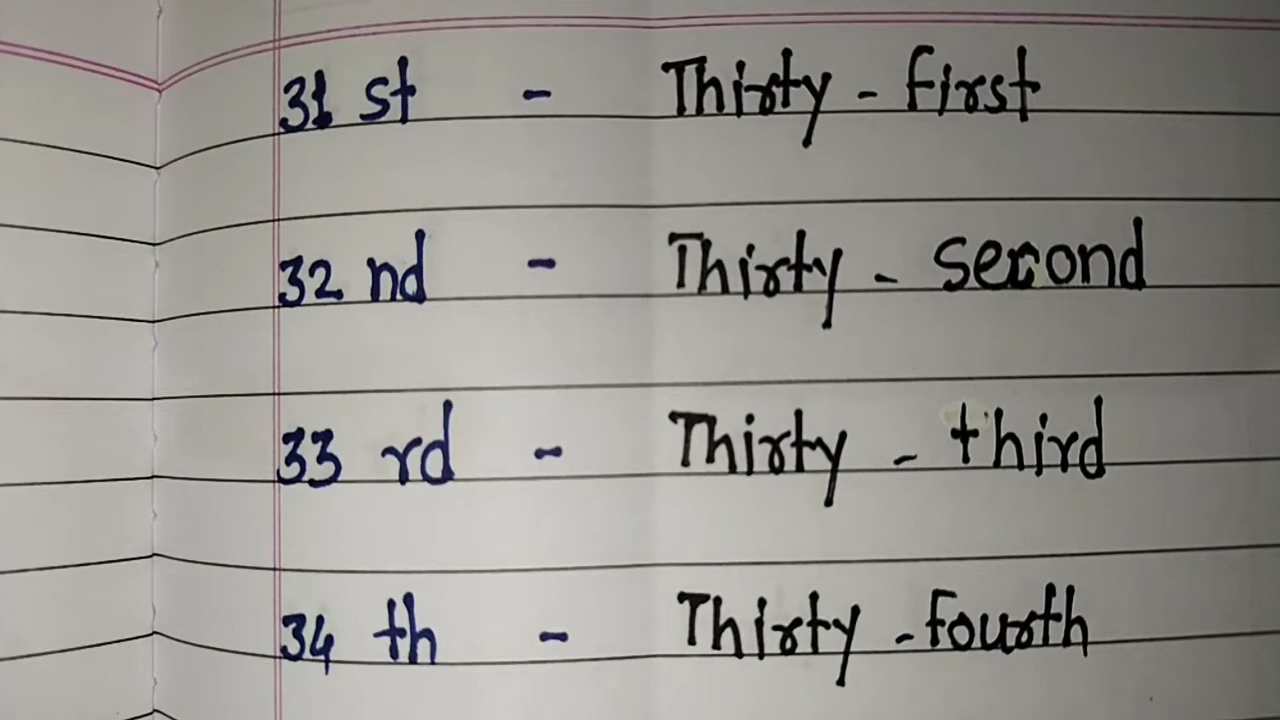 31 st - Thirty - first
32 nd - Thirty - second
33 rd - Thirty - third
34 th - Thirty - fourth